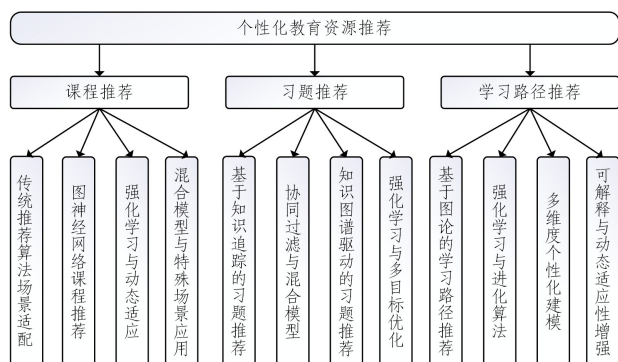 个性化教育资源推荐
课程推荐
习题推荐
学习路径推荐
传统推荐算法场景适配
图神经网络课程推荐
强化学习与动态适应
混合模型与特殊场景应用
基于知识追踪的习题推荐
协同过滤与混合模型
知识图谱驱动的习题推荐
强化学习与多目标优化
基于图论的学习路径推荐
强化学习与进化算法
多维度个性化建模
可解释与动态适应性增强